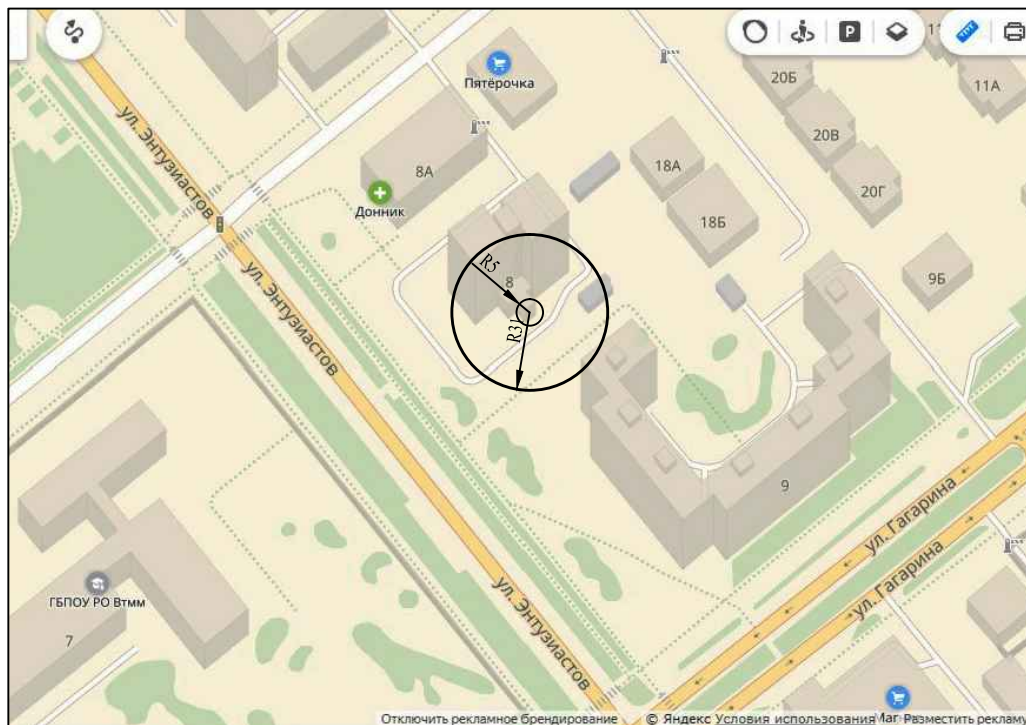 P
11А
20Б
20В
20Г
Пятёрочка
8А
18А
18Б
Донник
ул. Энтузиастов
ул. Энтузиастов
8
R5
R31
9Б
9
ул. Гагарина
ул. Гагарина
ул. Энтузиастов
ГБПОУ РО Втмм
7
Отключить рекламное брендирование
© Яндекс Условия использования
Маг
Разместить рекламу